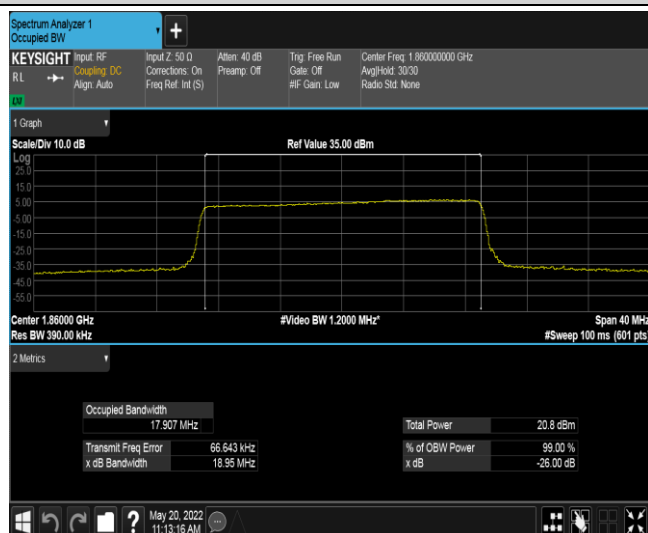 Spectrum Analyzer 1
Occupied BW
+
KEYSIGHT Input: RF Input Z: 50 Ω Atten: 40 dB Trig: Free Run Center Freq: 1.860000000 GHz
RL Coupling: DC Corrections: On Preamp: Off Gate: Off Avg|Hold: 30/30
Align: Auto Freq Ref: Int (S) #IF Gain: Low Radio Std: None
1 Graph
Scale/Div 10.0 dB Ref Value 35.00 dBm
Log
25.0
15.0
5.00
-5.00
-15.0
-25.0
-35.0
-45.0
-55.0
Center 1.86000 GHz #Video BW 1.2000 MHz* Span 40 MHz
Res BW 390.00 kHz #Sweep 100 ms (601 pts)
2 Metrics
Occupied Bandwidth
17.907 MHz Total Power 20.8 dBm
Transmit Freq Error 66.643 kHz % of OBW Power 99.00 %
x dB Bandwidth 18.95 MHz x dB -26.00 dB
? May 20, 2022
11:13:16 AM